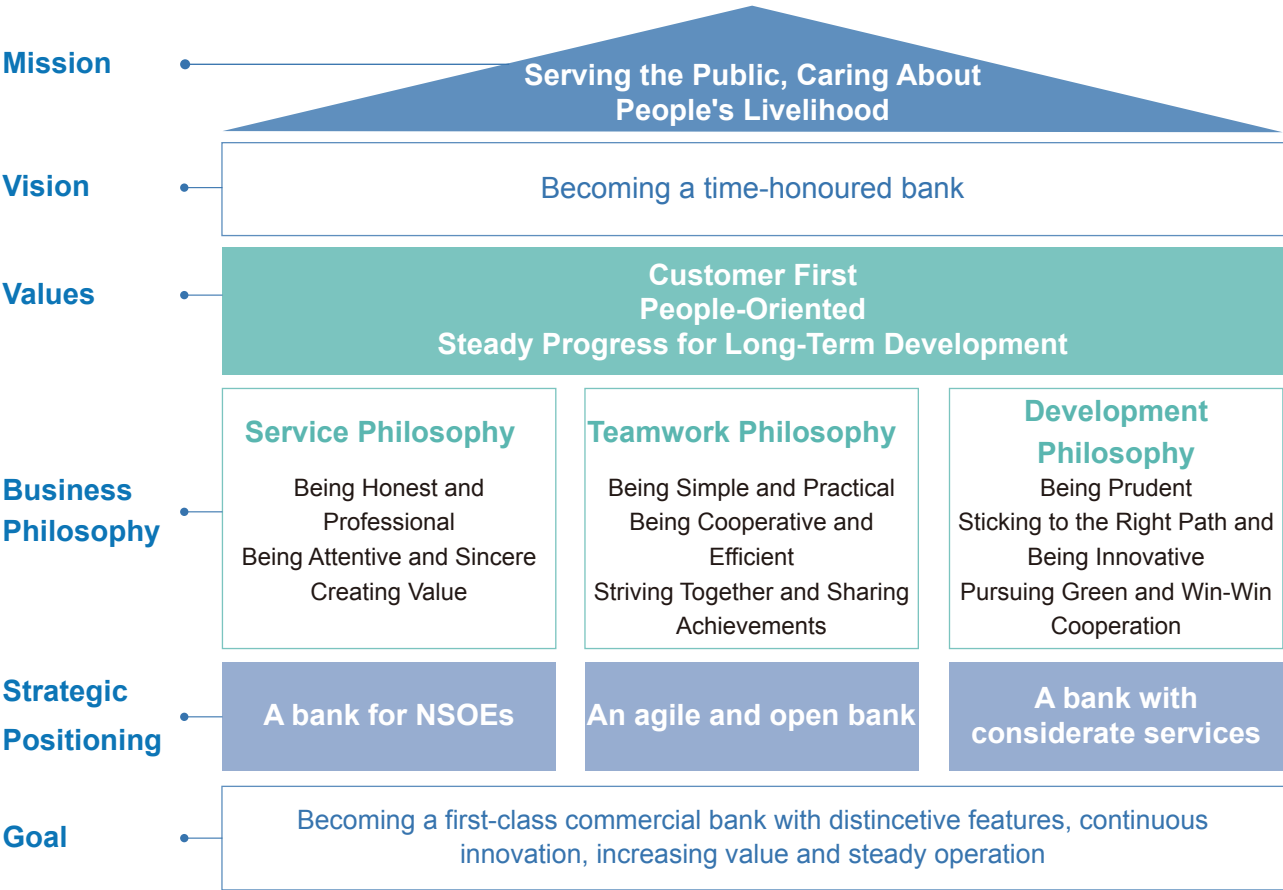 Mission
Serving the Public, Caring About
People's Livelihood
Vision
Becoming a time-honoured bank
Values
Customer First
People-Oriented
Steady Progress for Long-Term Development
Business
Philosophy
Service Philosophy
Being Honest and
Professional
Being Attentive and Sincere
Creating Value
Teamwork Philosophy
Being Simple and Practical
Being Cooperative and
Efficient
Striving Together and Sharing
Achievements
Development
Philosophy
Being Prudent
Sticking to the Right Path and
Being Innovative
Pursuing Green and Win-Win
Cooperation
Strategic
Positioning
A bank for NSOEs
An agile and open bank
A bank with
considerate services
Goal
Becoming a first-class commercial bank with distincetive features, continuous
innovation, increasing value and steady operation